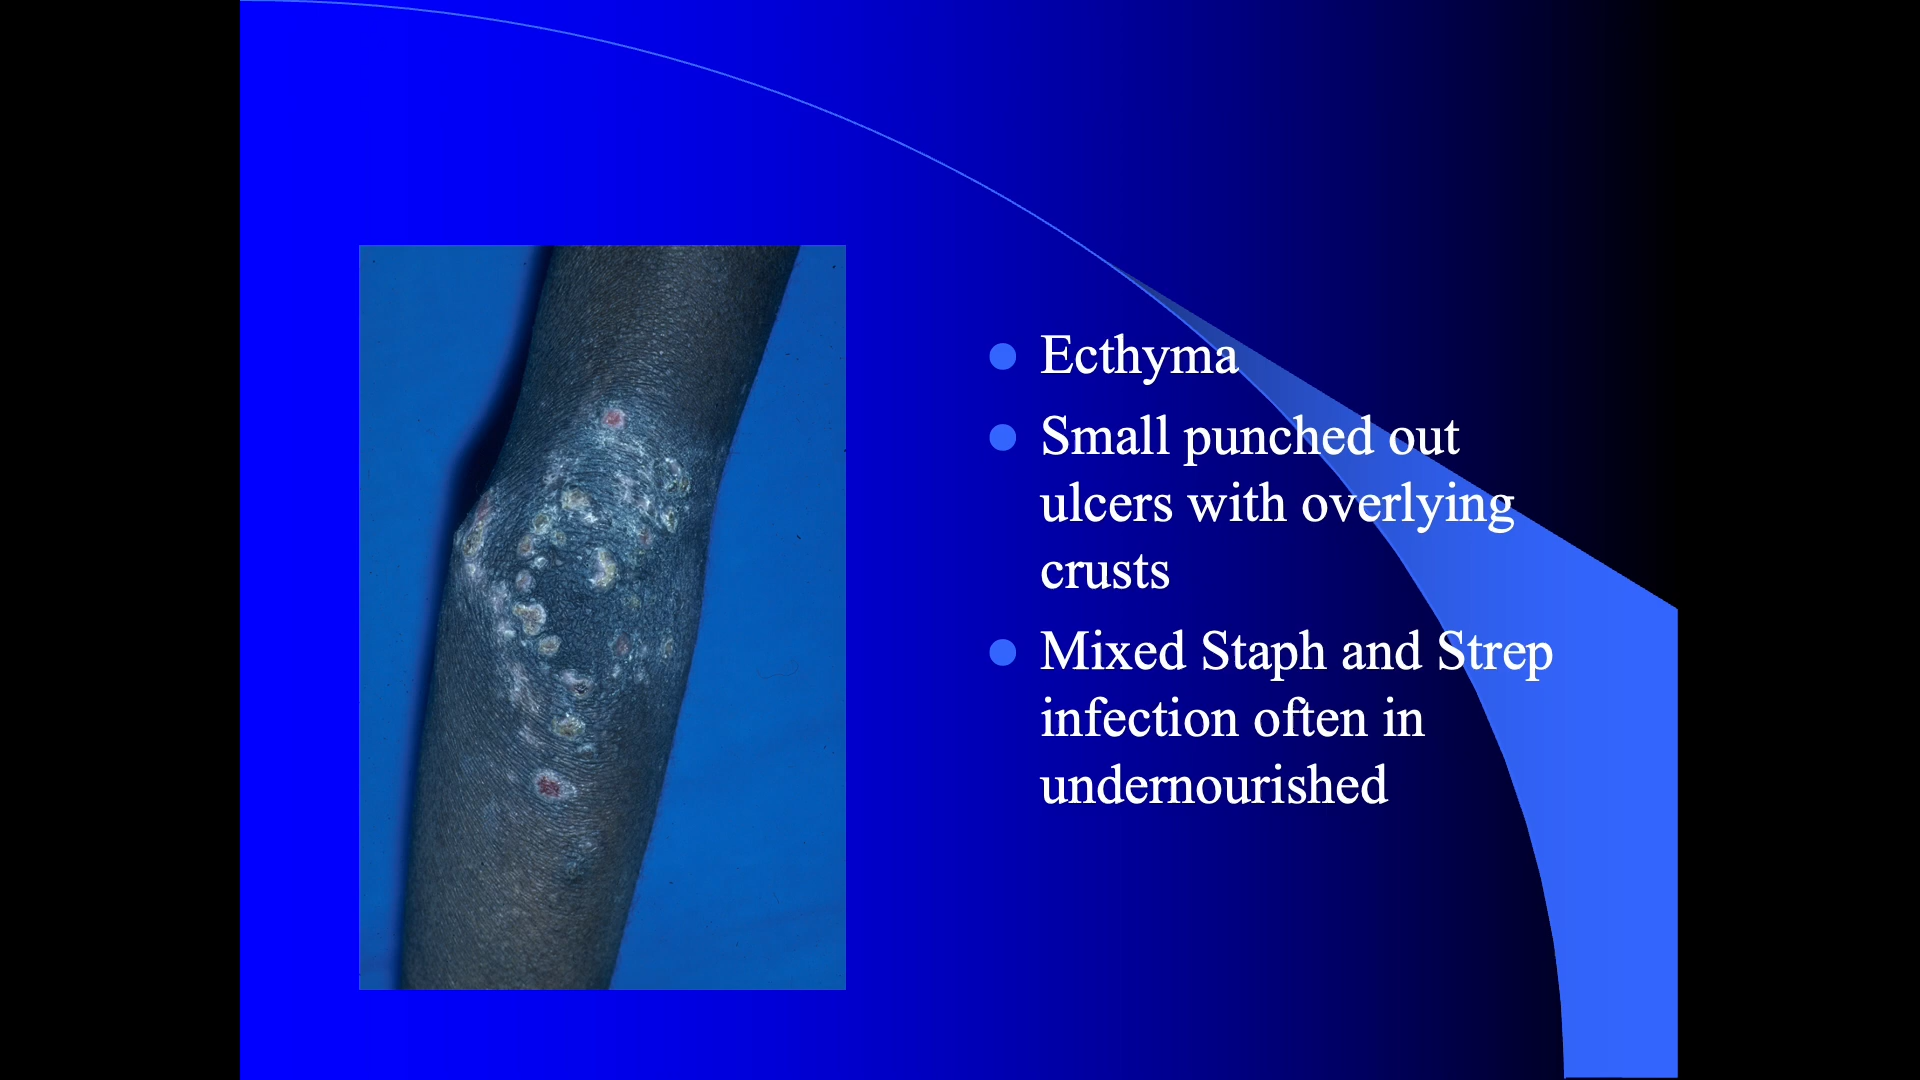 Ecthyma
Small punched out
ulcers with overlying
crusts
Mixed Staph and Strep
infection often in
undernourished